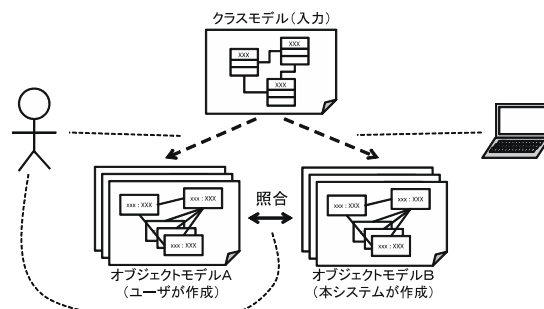 クラスモデル(入力)
XXX
XXX
XXX
xxx : XXX
xxx : XXX
xxx : XXX
照合
xxx : XXX
xxx : XXX
xxx : XXX
オブジェクトモデルA
(ユーザが作成)
オブジェクトモデルB
(本システムが作成)